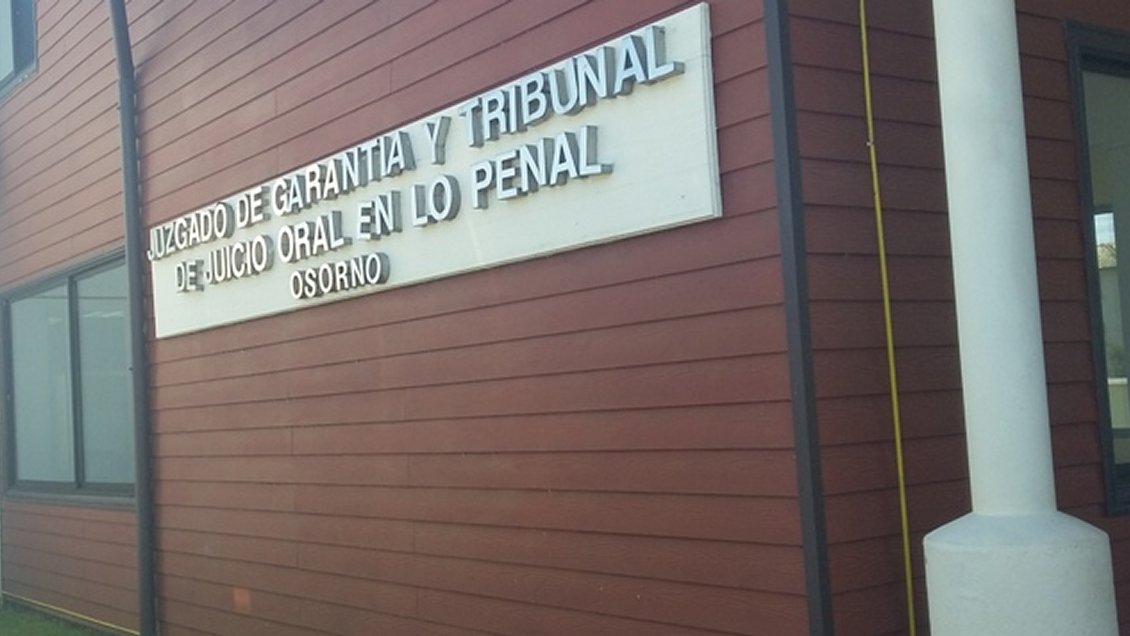 JUZGADO DE GARANTIA Y TRIBUNAL
DE JUICIO ORAL EN LO PENAL
OSORNO